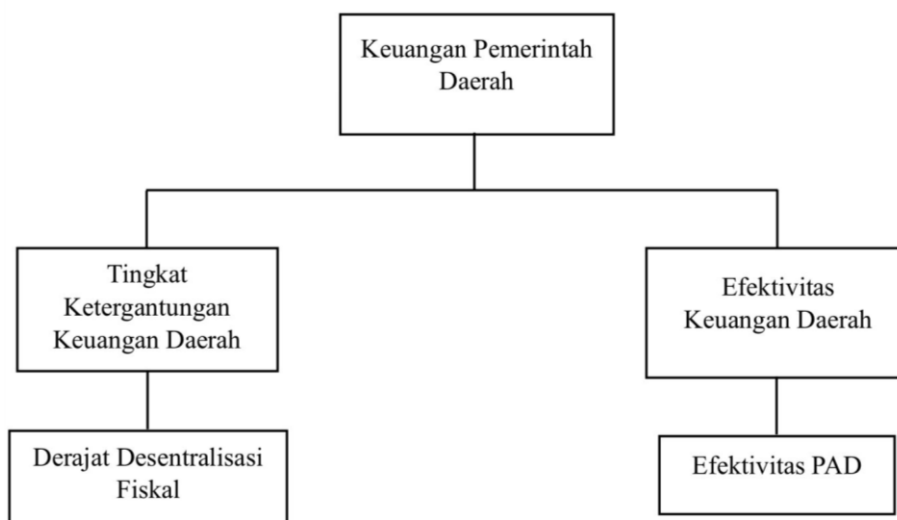 Keuangan Pemerintah
Daerah
Tingkat
Ketergantungan
Keuangan Daerah
Efektivitas
Keuangan Daerah
Derajat Desentralisasi
Fiskal
Efektivitas PAD